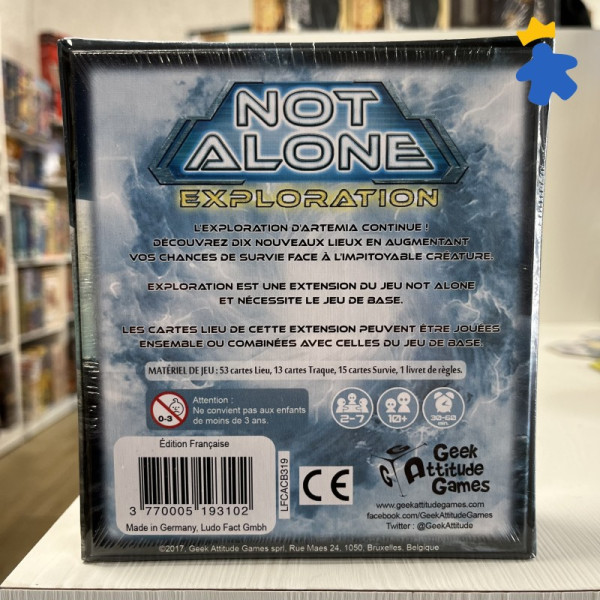 NOT
ALONE
EXPLORATION
L'EXPLORATION D'ARTEMIA CONTINUE !
DÉCOUVREZ DIX NOUVEAUX LIEUX EN AUGMENTANT
VOS CHANCES DE SURVIE FACE À L'IMPITOYABLE CRÉATURE.
EXPLORATION EST UNE EXTENSION DU JEU NOT ALONE
ET NÉCESSITE LE JEU DE BASE.
LES CARTES LIEU DE CETTE EXTENSION PEUVENT ÊTRE JOUÉES
ENSEMBLE OU COMBINÉES AVEC CELLES DU JEU DE BASE.
MATÉRIEL DE JEU : 53 cartes Lieu, 13 cartes Traque, 15 cartes Survie, 1 livret de règles.
0-3
Attention :
Ne convient pas aux enfants
de moins de 3 ans.
2-7
10+
30-60
min.
Édition Française
3 770005 193102
Made in Germany, Ludo Fact Gmbh
LFCACB319
CE
Geek
Attitude
Games
www.geekattitudegames.com
facebook.com/GeekAttitudeGames
Twitter : @GeekAttitude
©2017, Geek Attitude Games sprl. Rue Maes 24, 1050, Bruxelles, Belgique